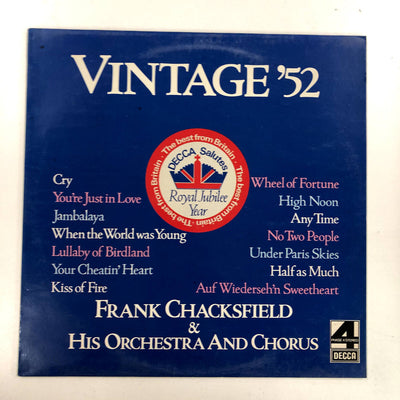 VINTAGE '52
The best from Britain · The best from Britain · The best from Britain ·
DECCA Salutes
Royal Jubilee
Year
Cry
You're Just in Love
Jambalaya
When the World was Young
Lullaby of Birdland
Your Cheatin' Heart
Kiss of Fire
Wheel of Fortune
High Noon
Any Time
No Two People
Under Paris Skies
Half as Much
Auf Wiederseh'n Sweetheart
FRANK CHACKSFIELD
&
HIS ORCHESTRA AND CHORUS
4
PHASE 4 STEREO
DECCA